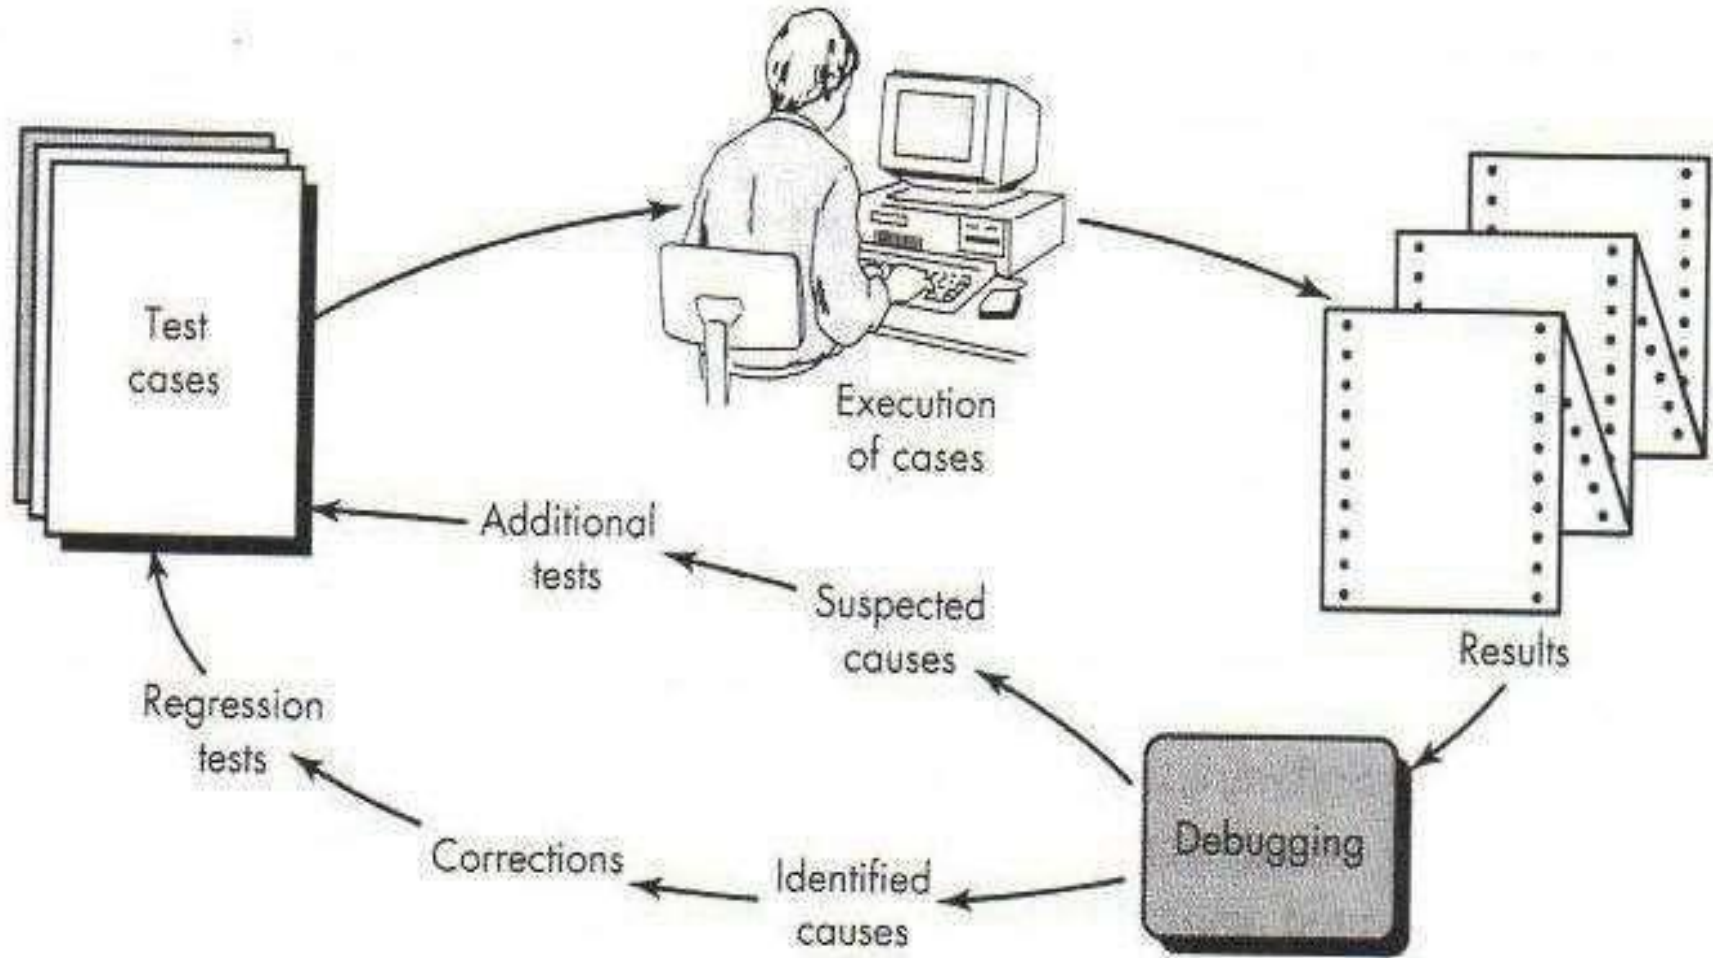 Test
cases
Execution
of cases
Results
Debugging
Suspected
causes
Additional
tests
Identified
causes
Corrections
Regression
tests